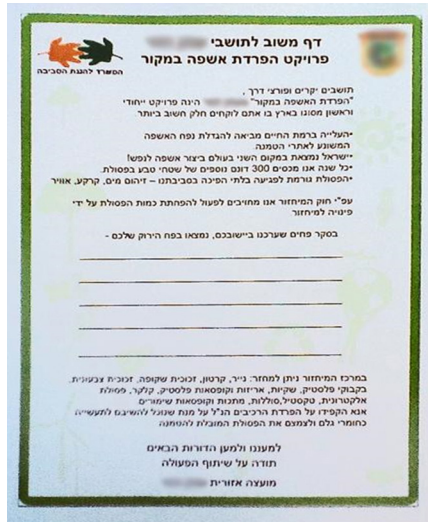 דף משוב לתושבי
פרויקט הפרדת אשפה במקור
המשרד להגנת הסביבה
תושבים יקרים ופורצי דרך,
"הפרדת האשפה במקור" הינה פרויקט ייחודי
וראשון מסוגו בארץ בו אתם לוקחים חלק חשוב ביותר
•העלייה ברמת החיים מביאה להגדלת נפח האשפה
המשונע לאתרי הטמנה.
•ישראל נמצאת במקום השני בעולם ביצור אשפה לנפש!
•כל שנה אנו מכסים 300 דונם נוספים של שטחי טבע בפסולת.
•הפסולת גורמת לפגיעה בלתי הפיכה בסביבתנו – זיהום מים, קרקע, אוויר
עפ"י חוק המיחזור אנו מחויבים לפעול להפחתת כמות הפסולת על ידי
פינויה למיחזור
בסקר פחים שערכנו ביישובכם, נמצאו בפח הירוק שלכם -
במרכז המיחזור ניתן למחזר: נייר, קרטון, זכוכית שקופה, זכוכית צבעונית,
בקבוקי פלסטיק, שקיות, אריזות וקופסאות פלסטיק, קלקר, פסולת
אלקטרונית, טקסטיל, סוללות, מתכות וקופסאות שימורים
אנא הקפידו על הפרדת הרכיבים הנ"ל על מנת שנוכל להשיבם לתעשייה
כחומרי גלם ולצמצם את הפסולת המובלת להטמנה
למענינו ולמען הדורות הבאים
תודה על שיתוף הפעולה
מועצה אזורית